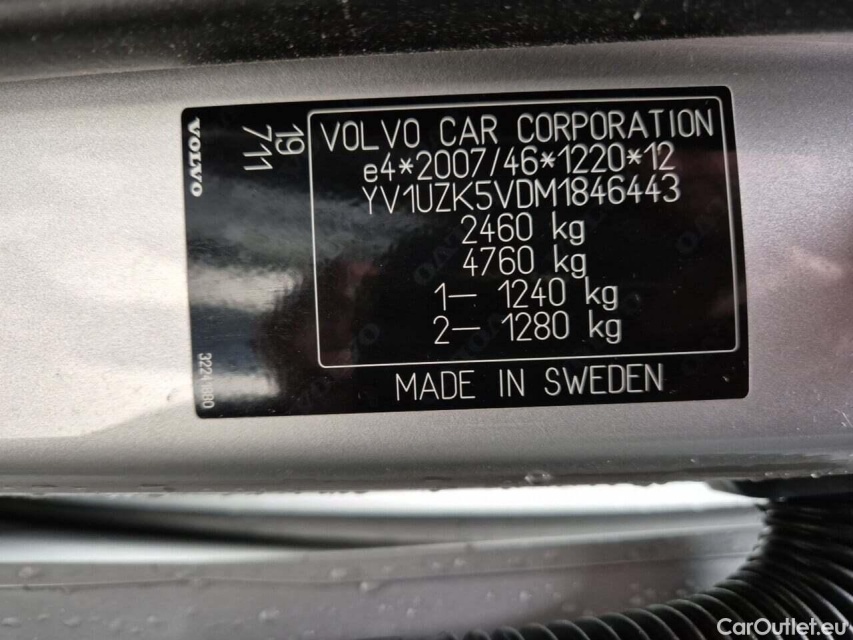 VOLVO
19
711
VOLVO CAR CORPORATION
e4*2007/46*1220*12
YV1UZK5VDM1846443
2460 kg
4760 kg
1— 1240 kg
2— 1280 kg
MADE IN SWEDEN
CarOutlet.eu